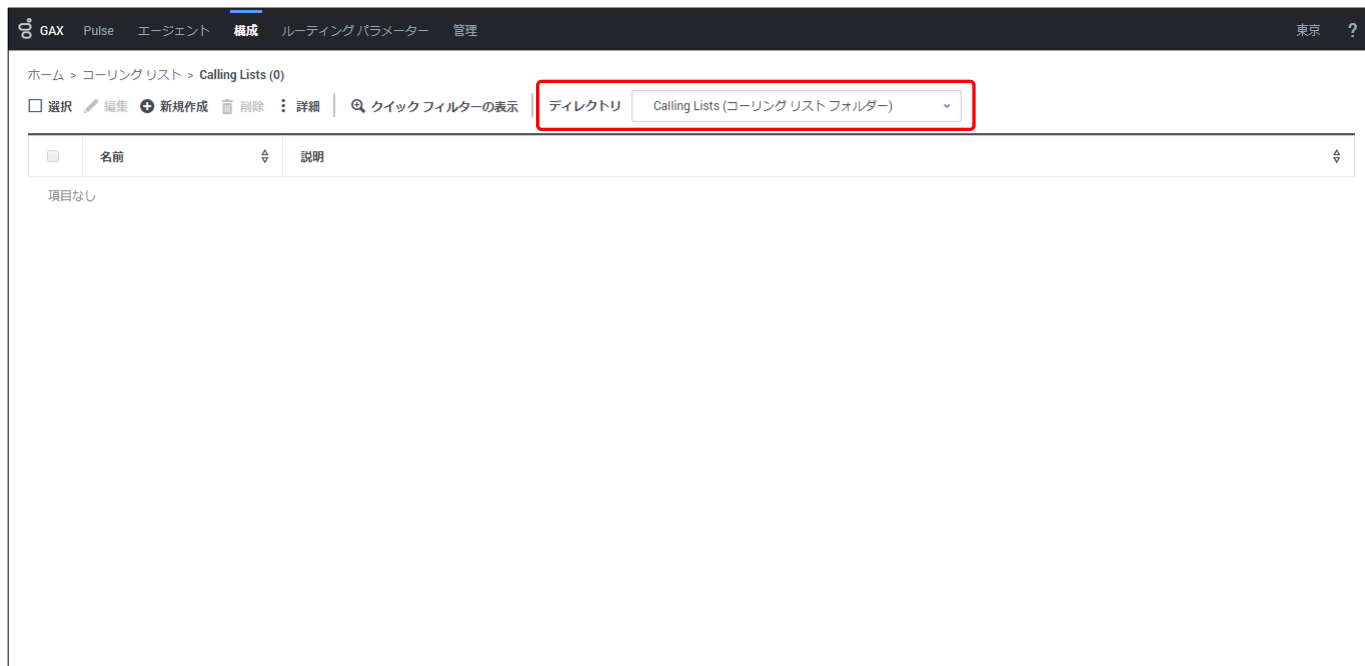 GAX Pulse エージェント 構成 ルーティング パラメーター 管理 東京 ?
ホーム > コーリング リスト > Calling Lists (0)
選択 編集 新規作成 削除 詳細 クイック フィルターの表示 ディレクトリ Calling Lists (コーリング リスト フォルダー)
名前 説明
項目なし